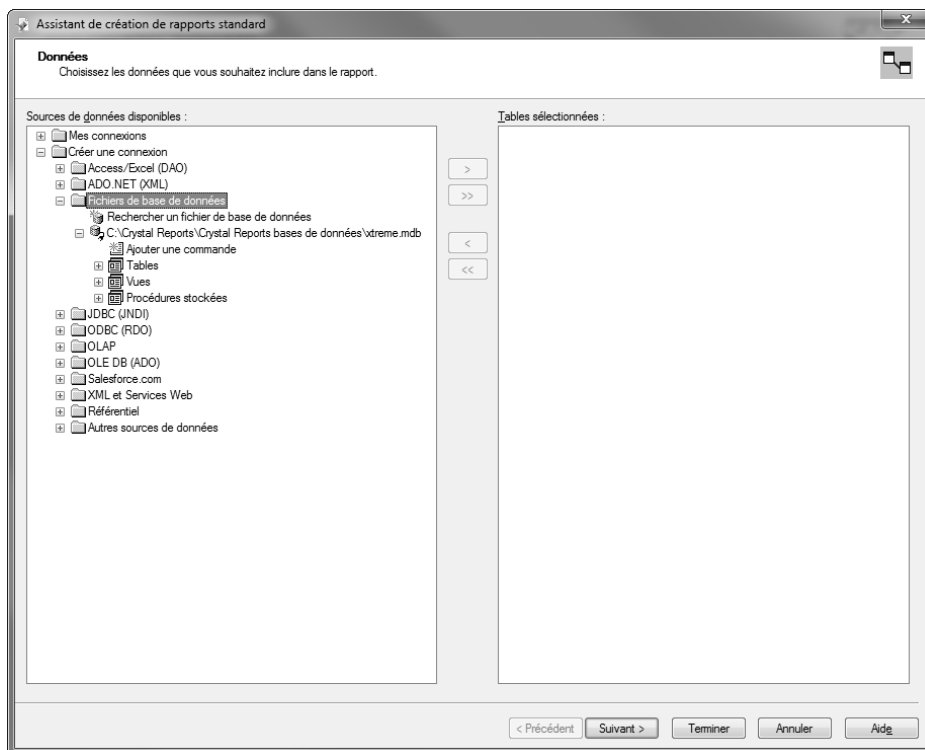 Assistant de création de rapports standard
Données
Choisissez les données que vous souhaitez inclure dans le rapport.
Sources de données disponibles :
Mes connexions
Créer une connexion
Access/Excel (DAO)
ADO.NET (XML)
Fichiers de base de données
Rechercher un fichier de base de données
C:\Crystal Reports\Crystal Reports bases de données\xtreme.mdb
Ajouter une commande
Tables
Vues
Procédures stockées
JDBC (JNDI)
ODBC (RDO)
OLAP
OLE DB (ADO)
Salesforce.com
XML et Services Web
Référentiel
Autres sources de données
>
>>
<
<<
Tables sélectionnées :
< Précédent
Suivant >
Terminer
Annuler
Aide